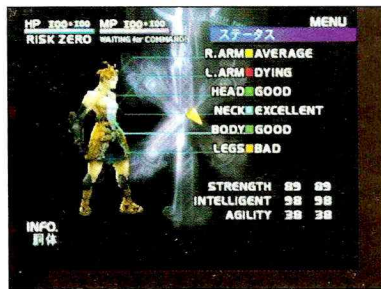 HP 100+100 MP 100+100 MENU
RISK ZERO WAITING for COMMAND
ステータス
R.ARM AVERAGE
L.ARM DYING
HEAD GOOD
NECK EXCELLENT
BODY GOOD
LEGS BAD
STRENGTH 89 89
INTELLIGENT 98 98
AGILITY 38 38
INFO.
胴体